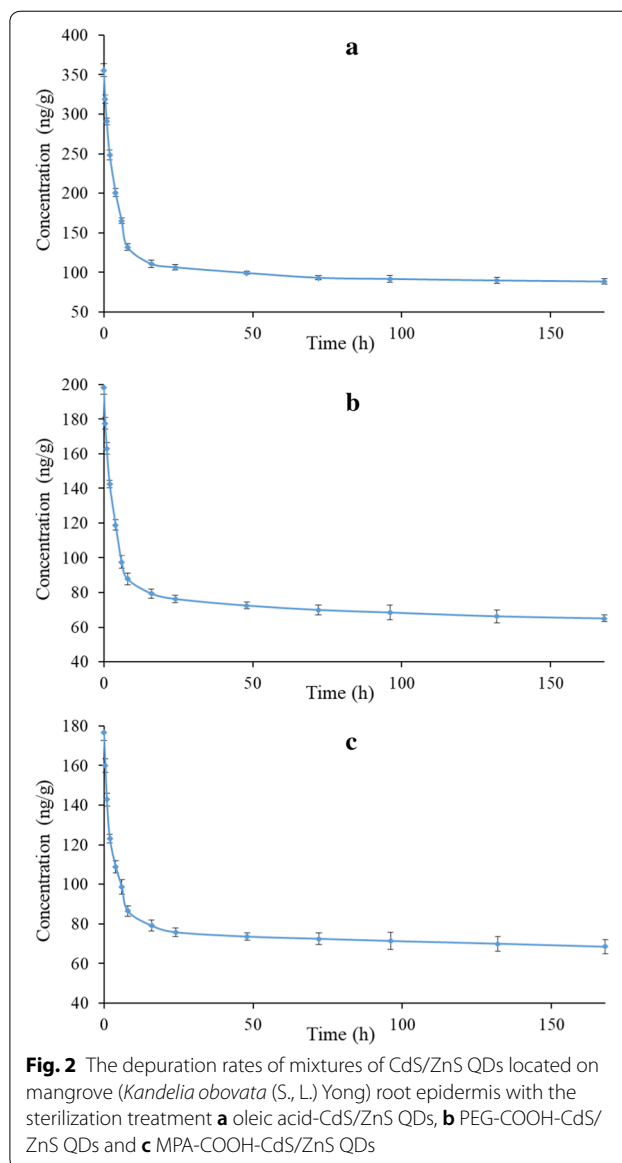 a
400
350
300
250
200
150
100
50
Concentration (ng/g)
0 50 100 150
Time (h)
b
200
180
160
140
120
100
80
60
40
Concentration (ng/g)
0 50 100 150
Time (h)
c
180
160
140
120
100
80
60
40
Concentration (ng/g)
0 50 100 150
Time (h)
Fig. 2 The depuration rates of mixtures of CdS/ZnS QDs located on
mangrove (Kandelia obovata (S., L.) Yong) root epidermis with the
sterilization treatment a oleic acid-CdS/ZnS QDs, b PEG-COOH-CdS/
ZnS QDs and c MPA-COOH-CdS/ZnS QDs